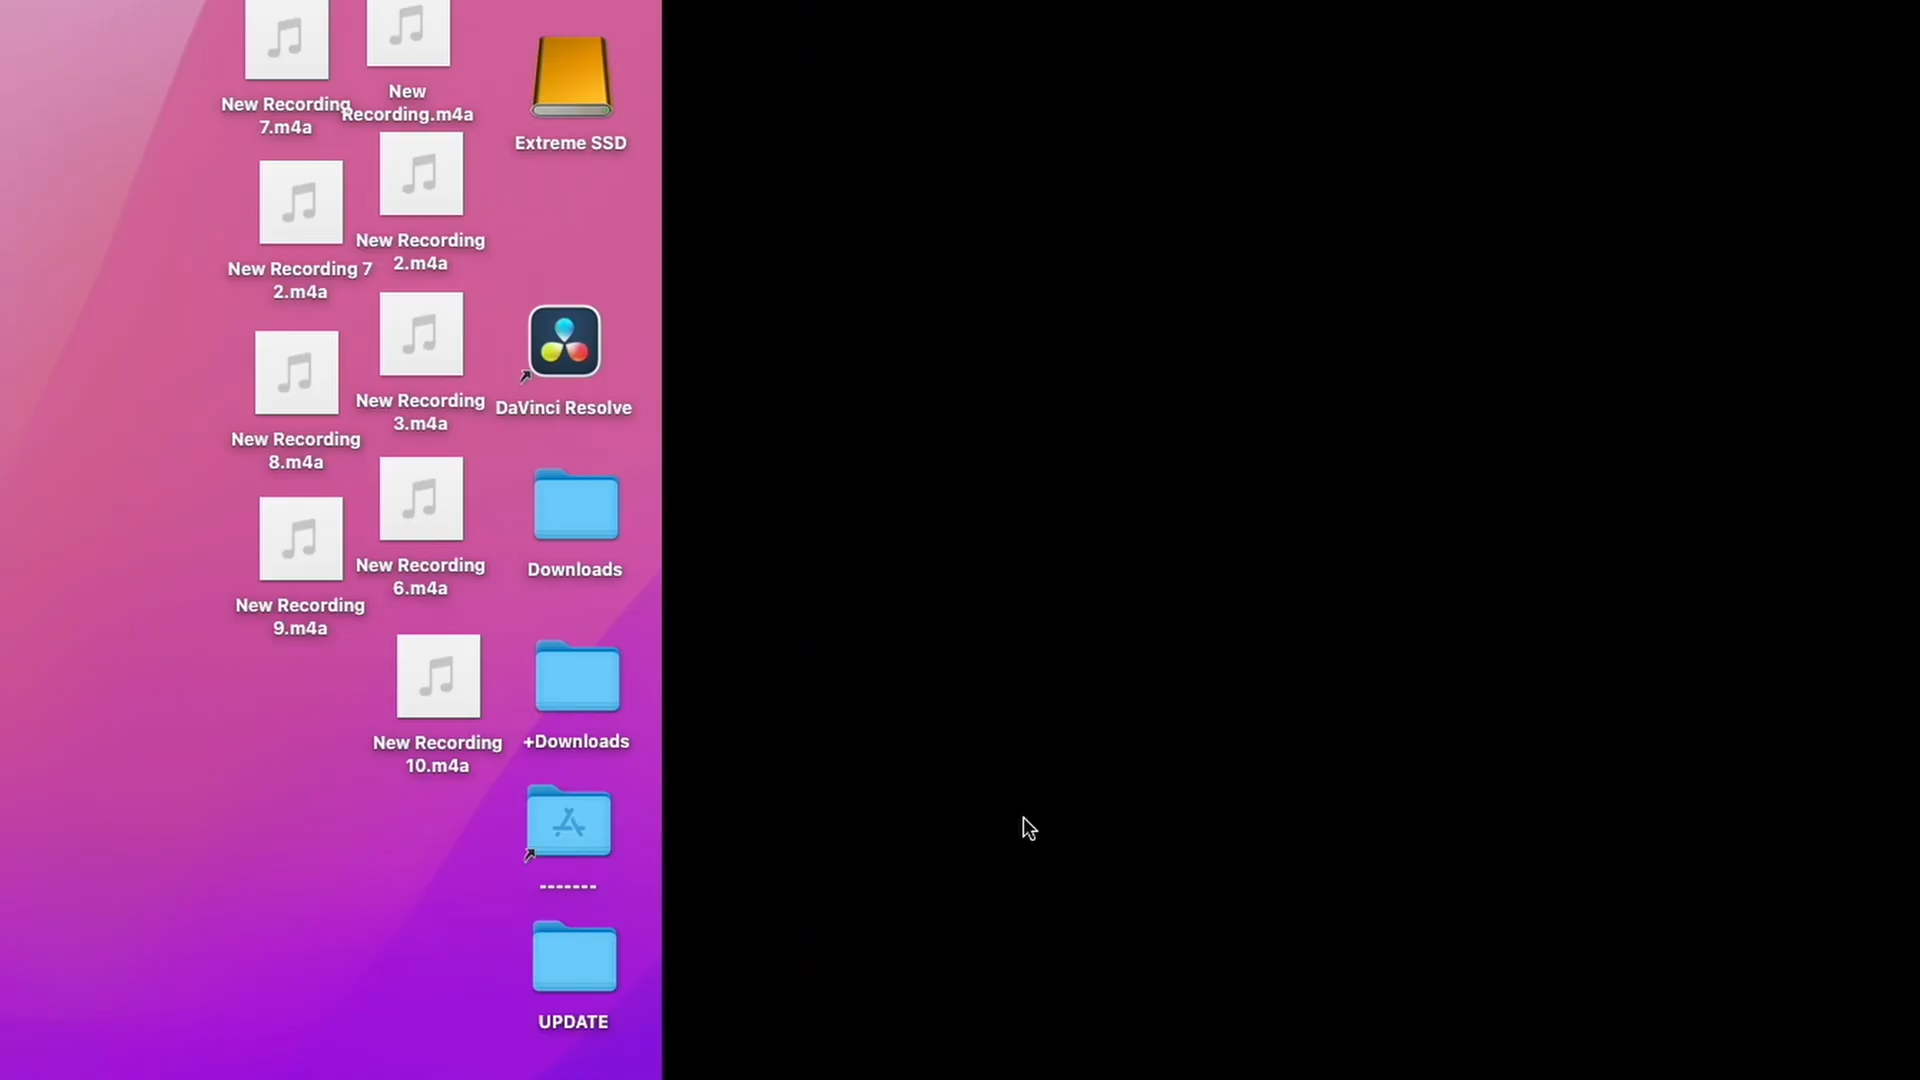 New Recording
7.m4a
New
Recording.m4a
Extreme SSD
New Recording 7
2.m4a
New Recording
2.m4a
New Recording
8.m4a
New Recording
3.m4a
DaVinci Resolve
New Recording
9.m4a
New Recording
6.m4a
Downloads
New Recording
10.m4a
+Downloads
-------
UPDATE